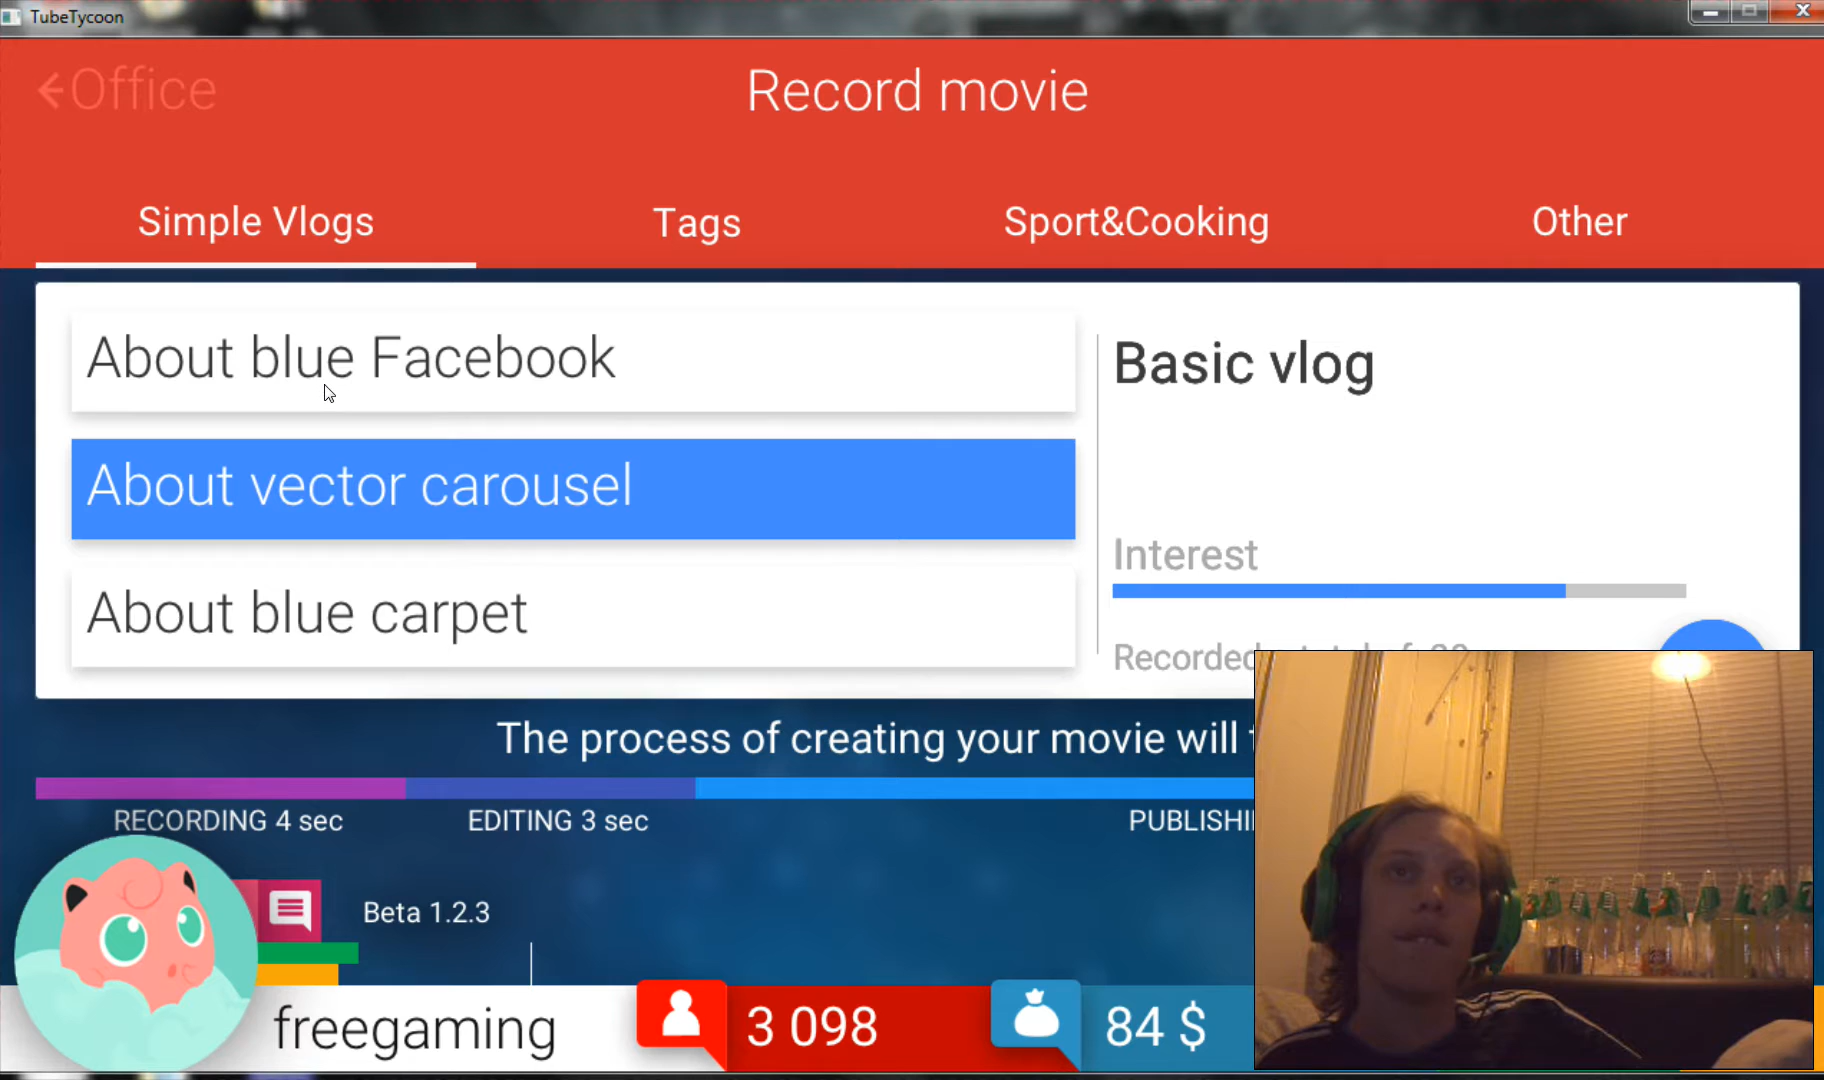 TubeTycoon
Office
Record movie
Simple Vlogs
Tags
Sport&Cooking
Other
About blue Facebook
About vector carousel
About blue carpet
Basic vlog
Interest
Recorded
The process of creating your movie will
RECORDING 4 sec
EDITING 3 sec
PUBLISHI
Beta 1.2.3
freegaming
3 098
84 $